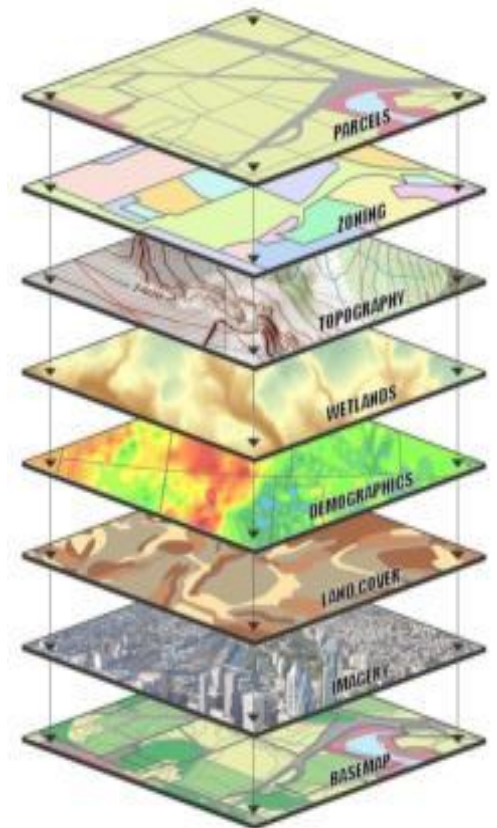 PARCELS
ZONING
TOPOGRAPHY
WETLANDS
DEMOGRAPHICS
LAND COVER
IMAGERY
BASEMAP